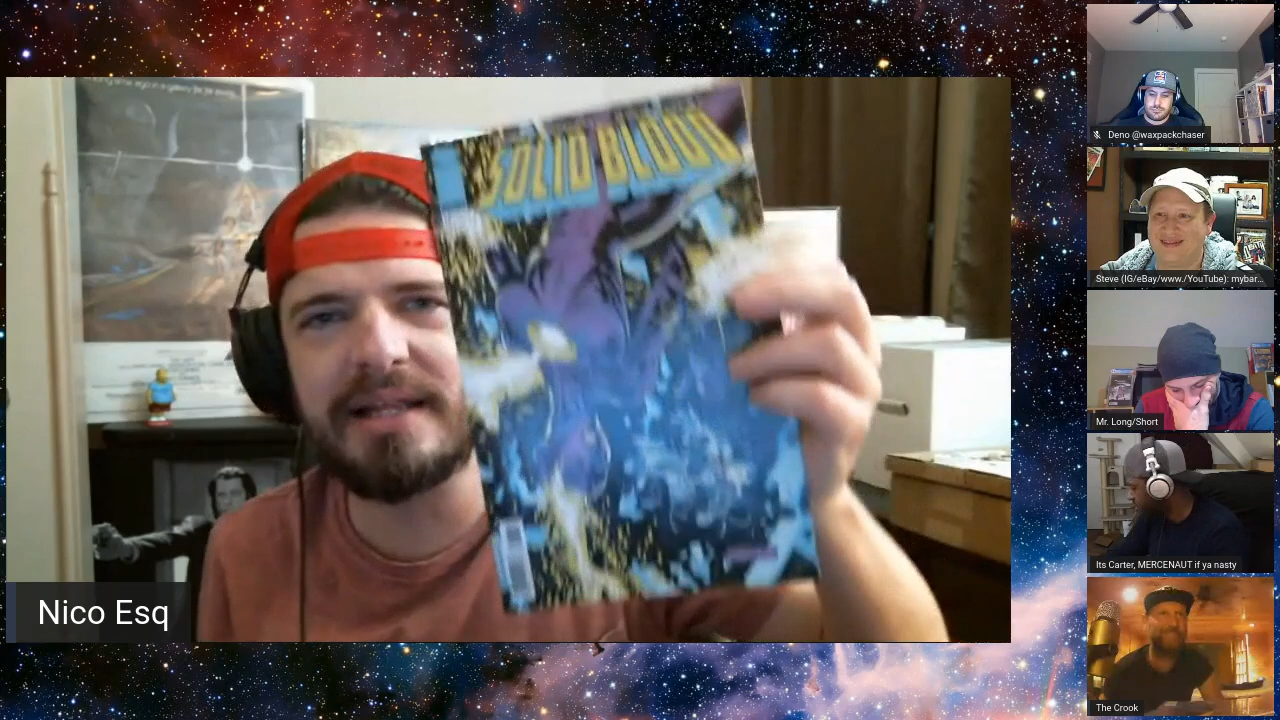 SOLID BLOOD
Nico Esq
Deno @waxpackchaser
Steve (IG/eBay/www./YouTube): mybar...
Mr. Long/Short
Its Carter, MERCENAUT if ya nasty
The Crook